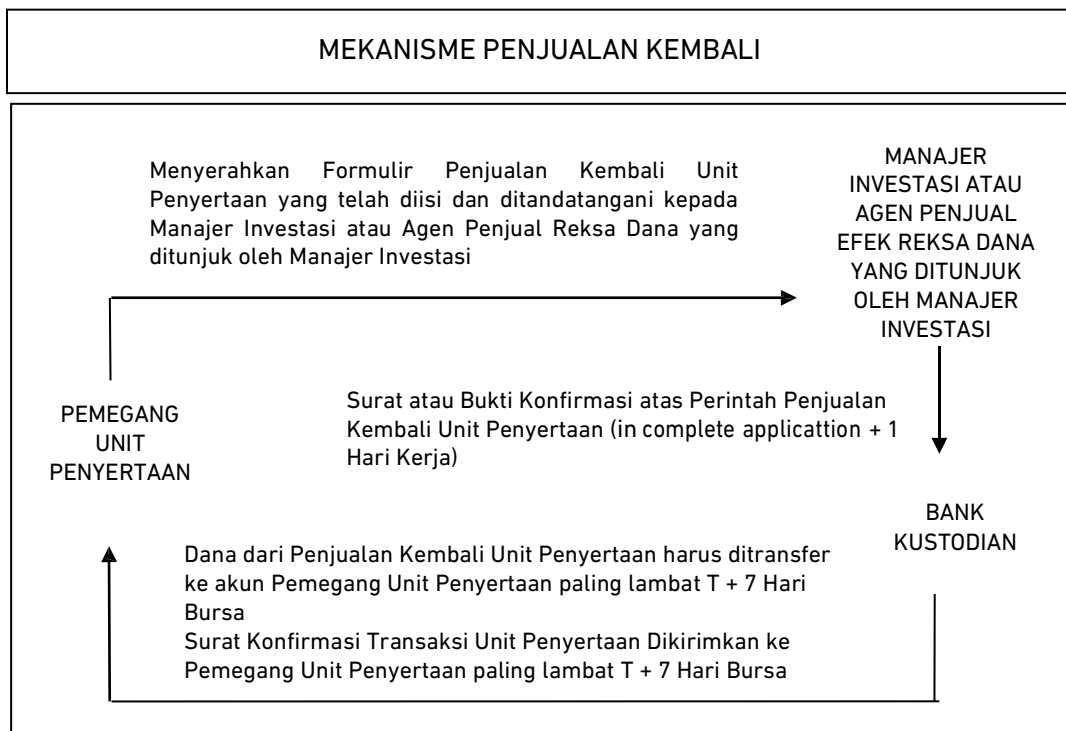 MEKANISME PENJUALAN KEMBALI
Menyerahkan Formulir Penjualan Kembali Unit
Penyertaan yang telah diisi dan ditandatangani kepada
Manajer Investasi atau Agen Penjual Reksa Dana yang
ditunjuk oleh Manajer Investasi
MANAJER
INVESTASI ATAU
AGEN PENJUAL
EFEK REKSA DANA
YANG DITUNJUK
OLEH MANAJER
INVESTASI
PEMEGANG
UNIT
PENYERTAAN
Surat atau Bukti Konfirmasi atas Perintah Penjualan
Kembali Unit Penyertaan (in complete applicattion + 1
Hari Kerja)
BANK
KUSTODIAN
Dana dari Penjualan Kembali Unit Penyertaan harus ditransfer
ke akun Pemegang Unit Penyertaan paling lambat T + 7 Hari
Bursa
Surat Konfirmasi Transaksi Unit Penyertaan Dikirimkan ke
Pemegang Unit Penyertaan paling lambat T + 7 Hari Bursa